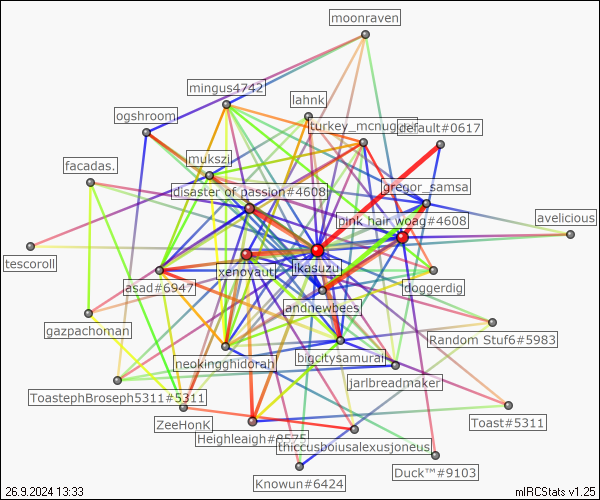 moonraven
mingus4742
lahnk
ogshroom
turkey_mcnugget
default#0617
mukszi
facadas.
disaster of passion#4608
gregor_samsa
pink hair woag#4608
avelicious
tescoroll
xenoyaut
ikasuzu
asad#6947
doggerdig
andnewbees
gazpachoman
Random Stuf6#5983
neokingghidorah
bigcitysamurai
jarlbreadmaker
ToastephBroseph5311#5311
ZeeHonK
Toast#5311
Heighleaigh#8575
thiccusboiusalexusjoneus
Knowun#6424
Duck™#9103
26.9.2024 13:33
mIRCStats v1.25